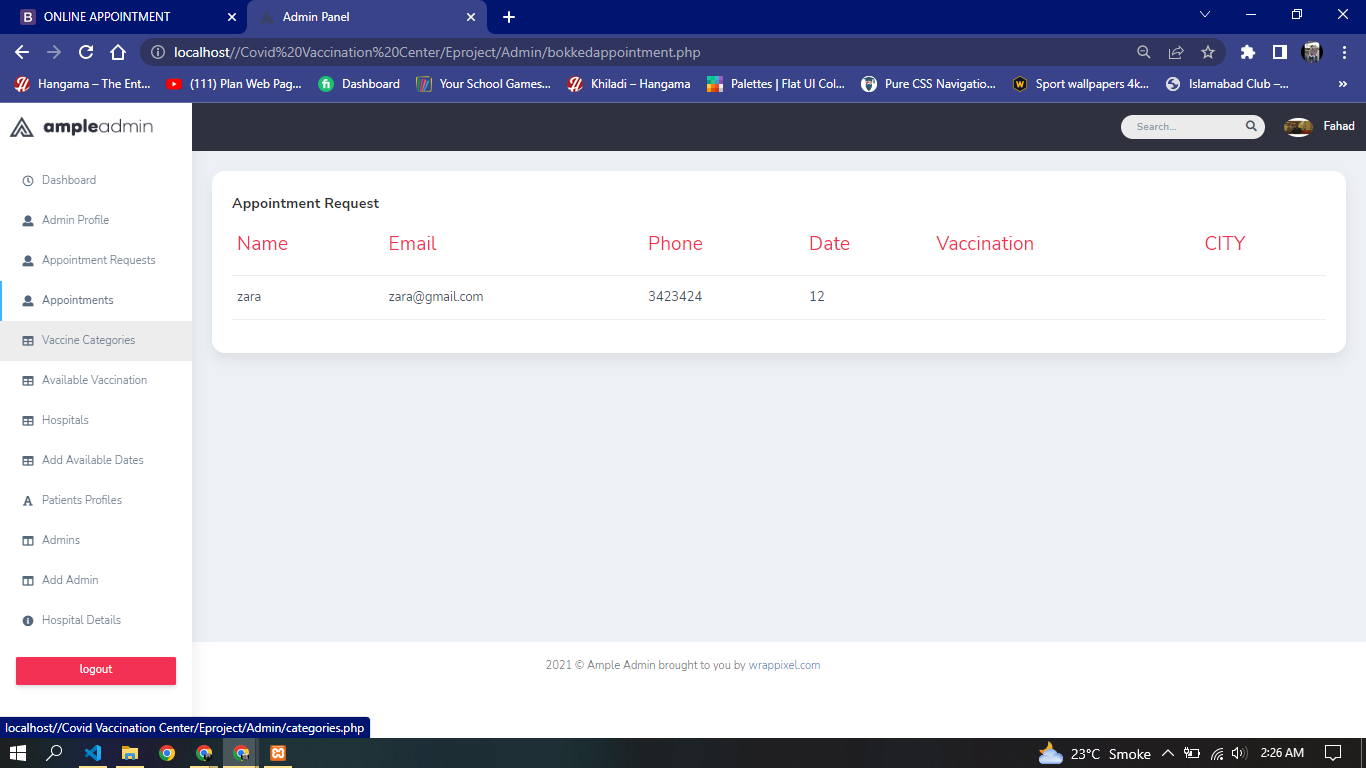 ONLINE APPOINTMENT
Admin Panel
localhost//Covid%20Vaccination%20Center/Eproject/Admin/bokkedappointment.php
Hangama – The Ent...
(111) Plan Web Pag...
Dashboard
Your School Games...
Khiladi – Hangama
Palettes | Flat UI Col...
Pure CSS Navigatio...
Sport wallpapers 4k...
Islamabad Club –...
»
ampleadmin
Search...
Fahad
Dashboard
Admin Profile
Appointment Requests
Appointments
Vaccine Categories
Available Vaccination
Hospitals
Add Available Dates
Patients Profiles
Admins
Add Admin
Hospital Details
logout
Appointment Request
Name Email Phone Date Vaccination CITY
zara zara@gmail.com 3423424 12
2021 © Ample Admin brought to you by wrappixel.com
localhost//Covid Vaccination Center/Eproject/Admin/categories.php
23°C Smoke
2:26 AM